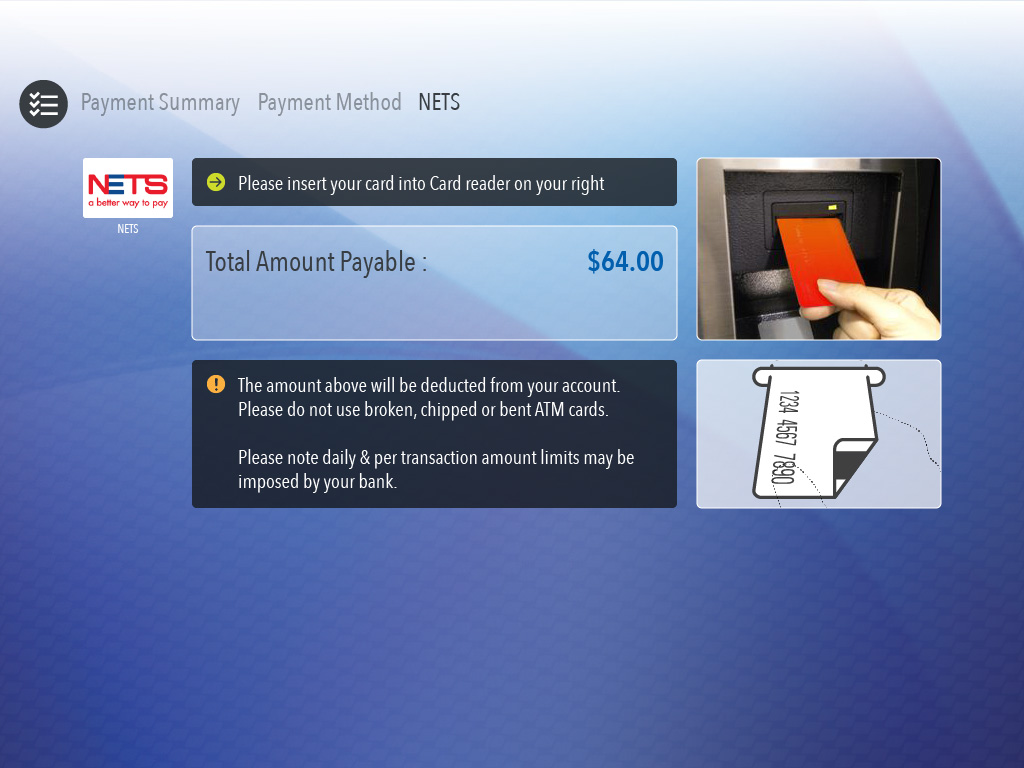 Payment Summary Payment Method NETS
NETS
a better way to pay
NETS
Please insert your card into Card reader on your right
Total Amount Payable : $64.00
The amount above will be deducted from your account.
Please do not use broken, chipped or bent ATM cards.
Please note daily & per transaction amount limits may be
imposed by your bank.
1234 4567 7890